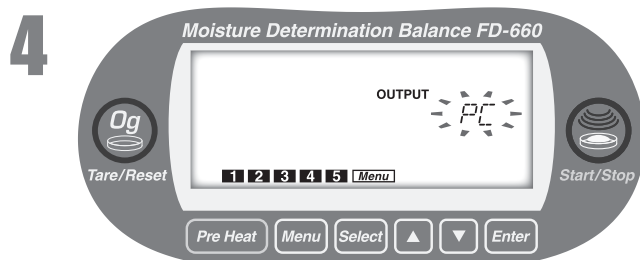 4
Moisture Determination Balance FD-660
OUTPUT
PC
0g
Tare/Reset
Start/Stop
1 2 3 4 5 Menu
Pre Heat Menu Select ▲ ▼ Enter